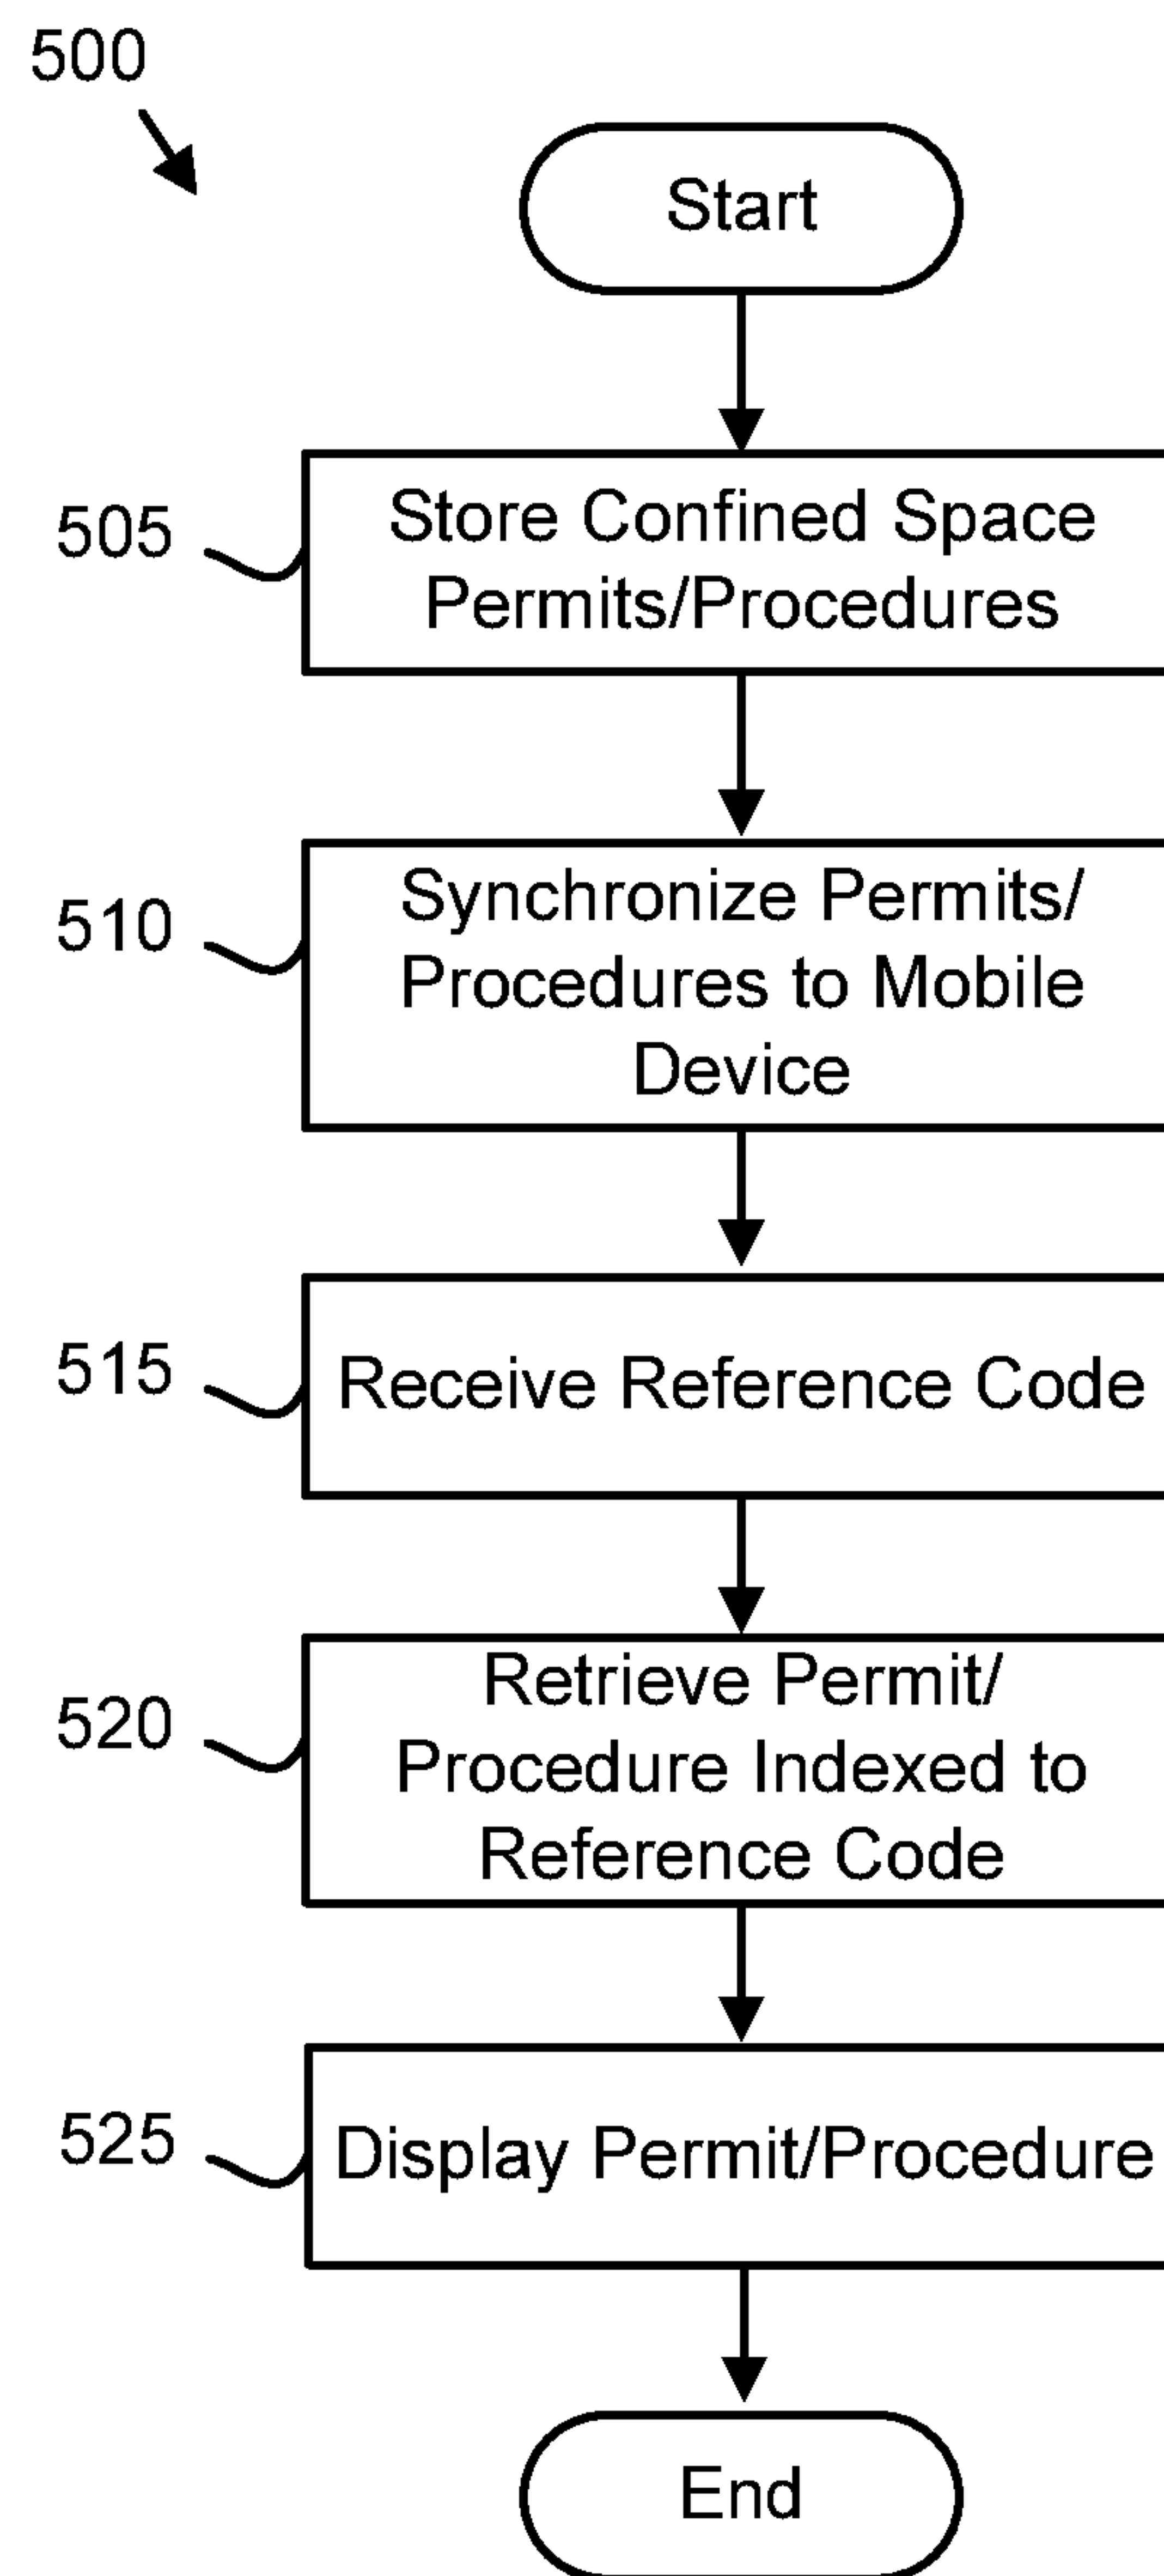 500
Start
505
Store Confined Space
Permits/Procedures
510
Synchronize Permits/
Procedures to Mobile
Device
515
Receive Reference Code
520
Retrieve Permit/
Procedure Indexed to
Reference Code
525
Display Permit/Procedure
End